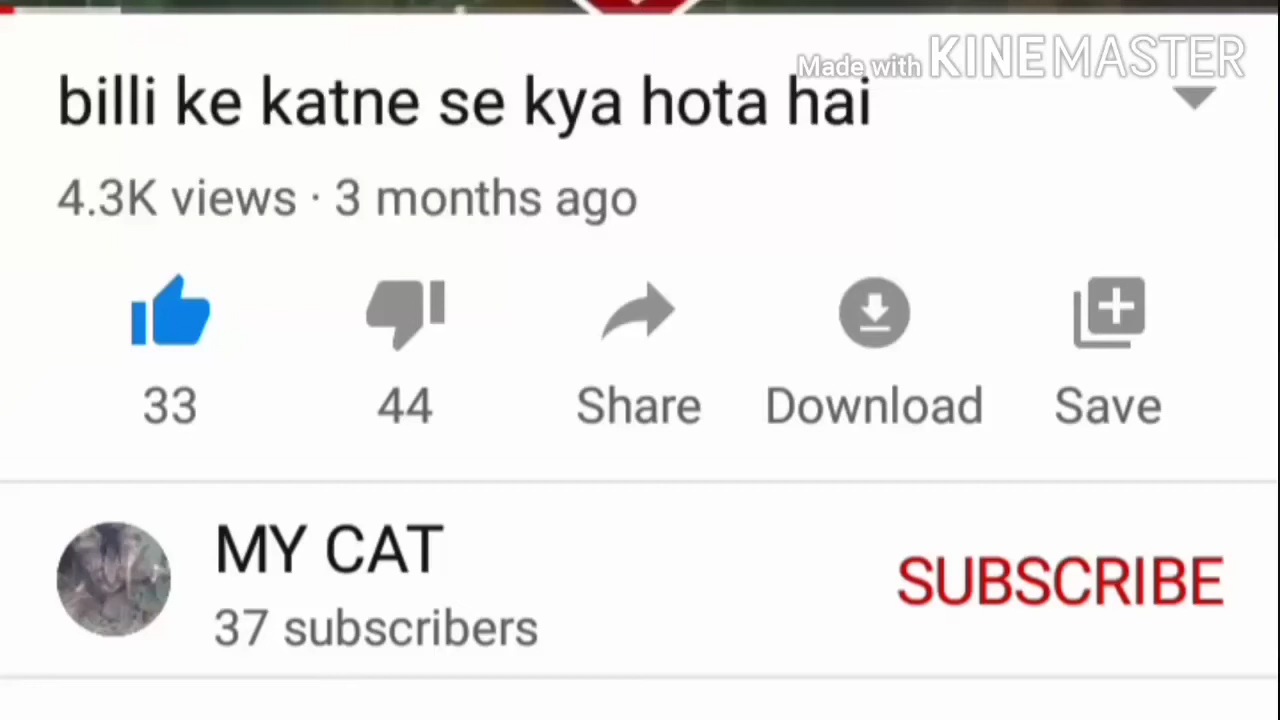 Made with KINEMASTER
billi ke katne se kya hota hai
4.3K views · 3 months ago
33 44 Share Download Save
MY CAT
37 subscribers
SUBSCRIBE